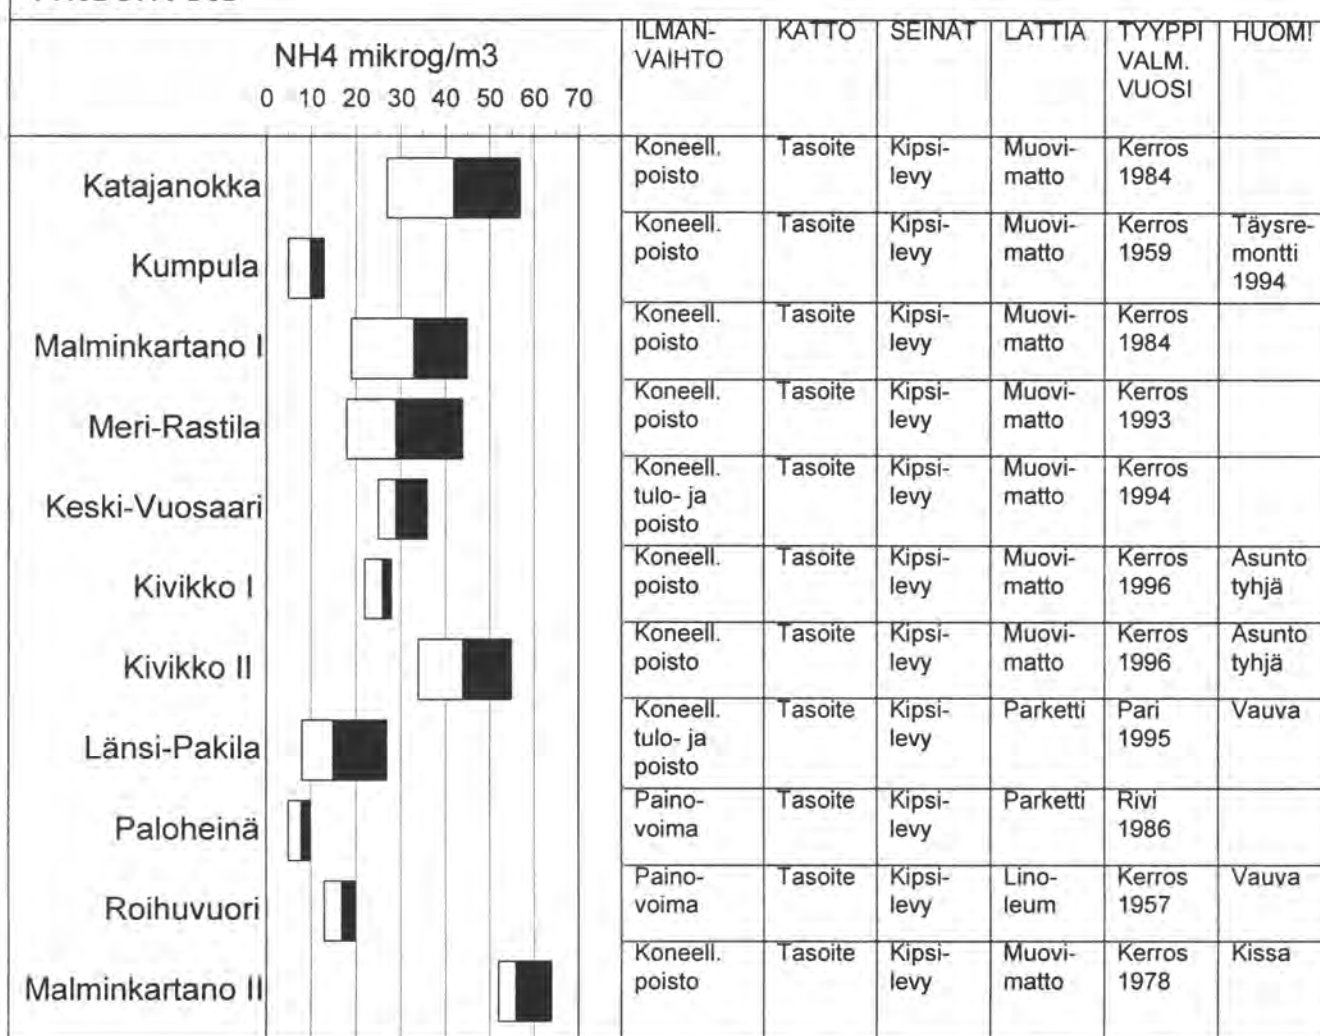 NH4 mikrog/m3
0 10 20 30 40 50 60 70
ILMAN-
VAIHTO
KATTO
SEINAT
LATTIA
TYYPPI
VALM.
VUOSI
HUOM!
Katajanokka
Koneell.
poisto
Tasoite
Kipsi-
levy
Muovi-
matto
Kerros
1984
Kumpula
Koneell.
poisto
Tasoite
Kipsi-
levy
Muovi-
matto
Kerros
1959
Täysre-
montti
1994
Malminkartano I
Koneell.
poisto
Tasoite
Kipsi-
levy
Muovi-
matto
Kerros
1984
Meri-Rastila
Koneell.
poisto
Tasoite
Kipsi-
levy
Muovi-
matto
Kerros
1993
Keski-Vuosaari
Koneell.
tulo- ja
poisto
Tasoite
Kipsi-
levy
Muovi-
matto
Kerros
1994
Kivikko I
Koneell.
poisto
Tasoite
Kipsi-
levy
Muovi-
matto
Kerros
1996
Asunto
tyhjä
Kivikko II
Koneell.
poisto
Tasoite
Kipsi-
levy
Muovi-
matto
Kerros
1996
Asunto
tyhjä
Länsi-Pakila
Koneell.
tulo- ja
poisto
Tasoite
Kipsi-
levy
Parketti
Pari
1995
Vauva
Paloheinä
Paino-
voima
Tasoite
Kipsi-
levy
Parketti
Rivi
1986
Roihuvuori
Paino-
voima
Tasoite
Kipsi-
levy
Lino-
leum
Kerros
1957
Vauva
Malminkartano II
Koneell.
poisto
Tasoite
Kipsi-
levy
Muovi-
matto
Kerros
1978
Kissa